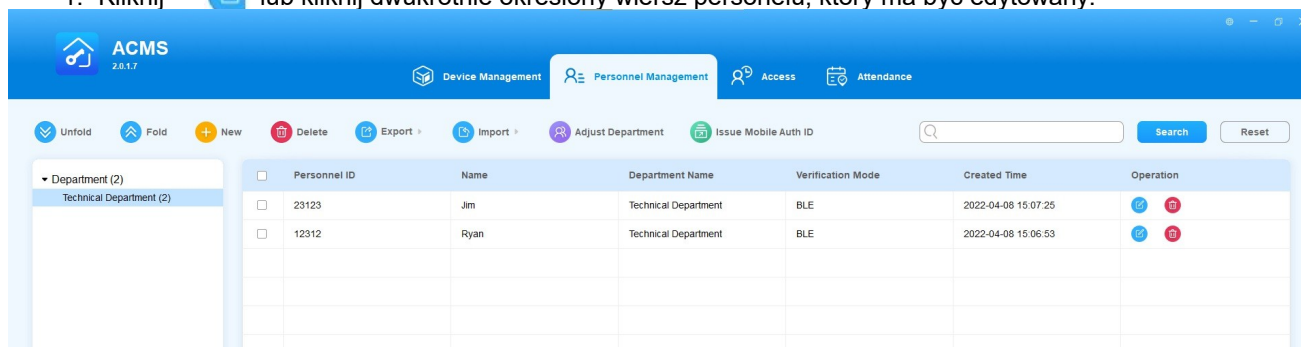 1. Kliknij lub kliknij dwukrotnie określony wiersz personelu, który ma być edytowany.
ACMS
2.0.1.7
Device Management Personnel Management Access Attendance
Unfold Fold New Delete Export Import Adjust Department Issue Mobile Auth ID Search Reset
Department (2)
Technical Department (2)
Personnel ID Name Department Name Verification Mode Created Time Operation
23123 Jim Technical Department BLE 2022-04-08 15:07:25
12312 Ryan Technical Department BLE 2022-04-08 15:06:53